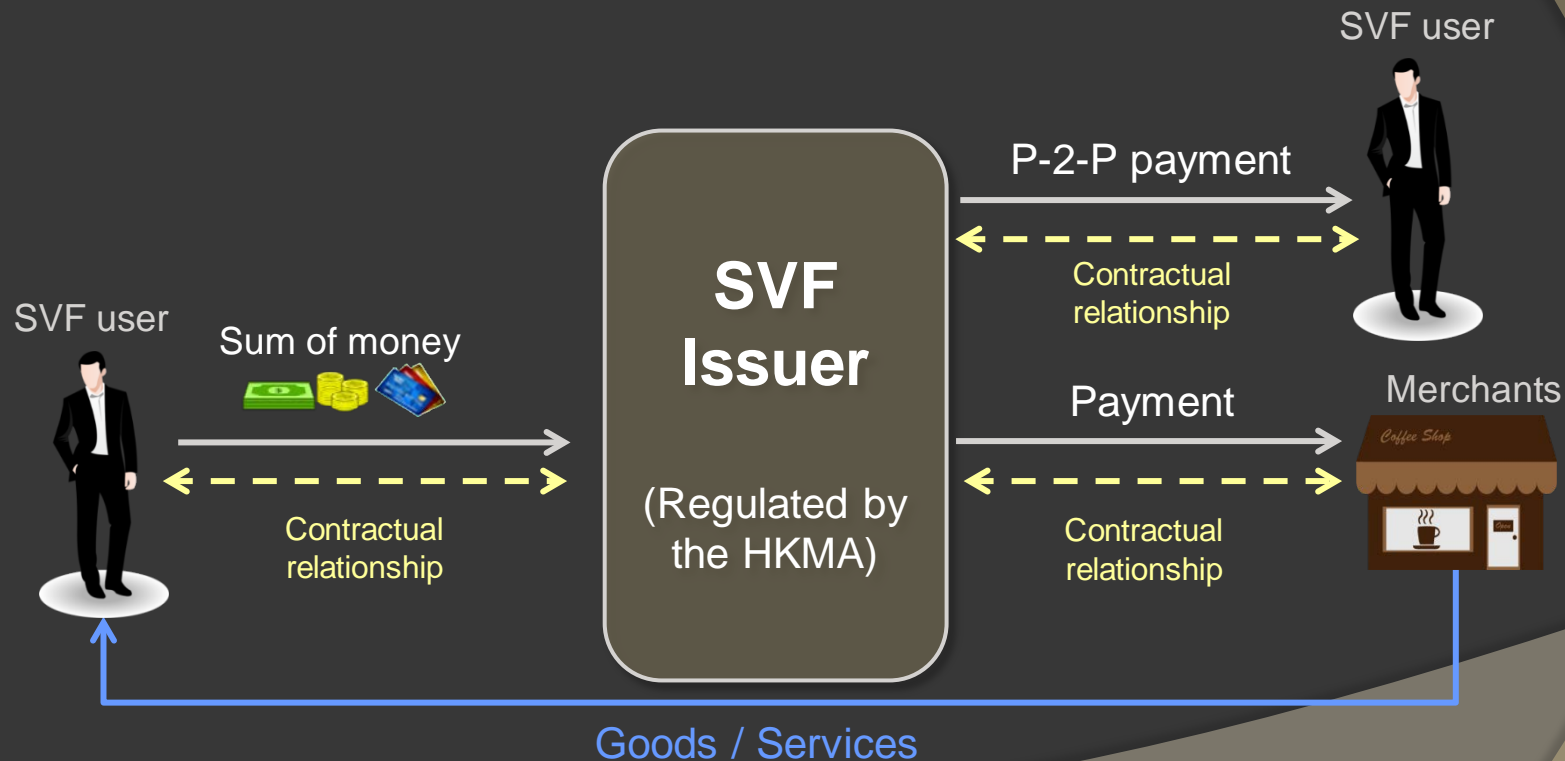 SVF user
P-2-P payment
Contractual
relationship
SVF
Issuer
(Regulated by
the HKMA)
SVF user
Sum of money
Contractual
relationship
Payment
Contractual
relationship
Merchants
Coffee Shop
Open
Goods / Services